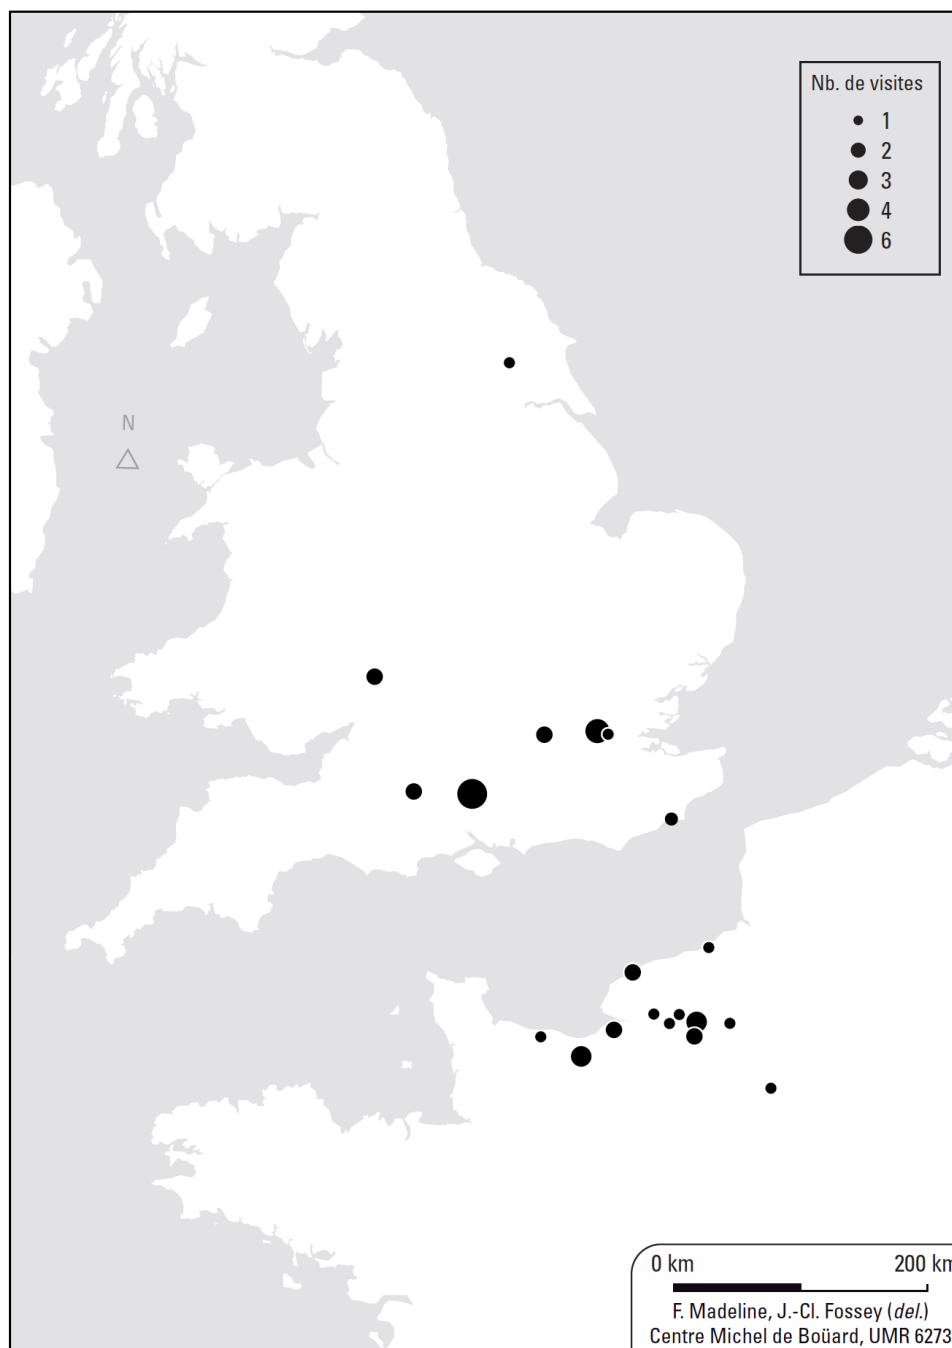 Nb. de visites
1
2
3
4
6
N
0 km
200 km
F. Madeline, J.-Cl. Fossey (del.)
Centre Michel de Boüard, UMR 6273